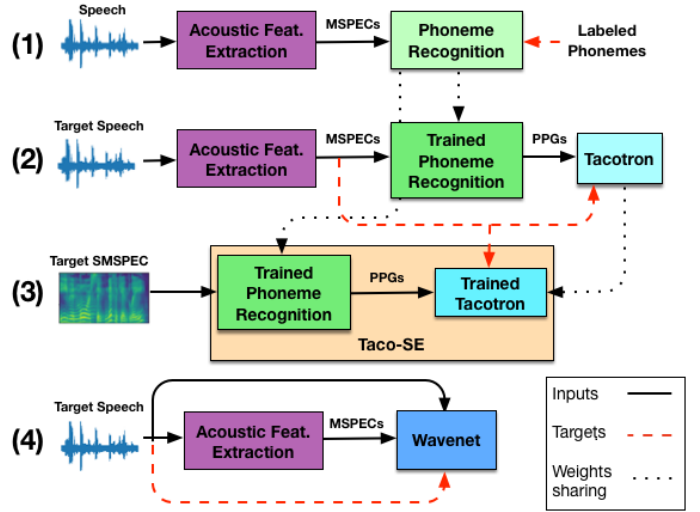 Speech
(1)
Acoustic Feat.
Extraction
MSPECs
Phoneme
Recognition
Labeled
Phonemes
Target Speech
(2)
Acoustic Feat.
Extraction
MSPECs
Trained
Phoneme
Recognition
PPGs
Tacotron
Target SMSPEC
(3)
Trained
Phoneme
Recognition
PPGs
Trained
Tacotron
Taco-SE
Target Speech
(4)
Acoustic Feat.
Extraction
MSPECs
Wavenet
Inputs
Targets
Weights
sharing